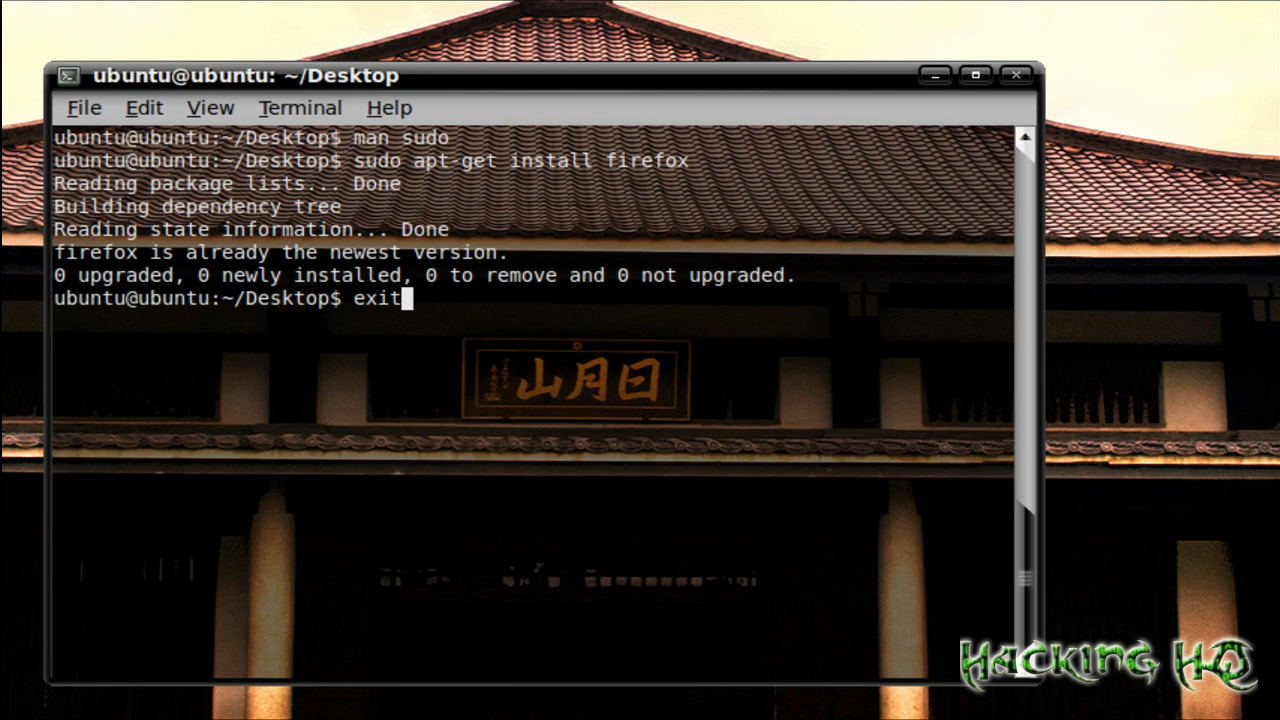 ubuntu@ubuntu: ~/Desktop
File Edit View Terminal Help
ubuntu@ubuntu:~/Desktop$ man sudo
ubuntu@ubuntu:~/Desktop$ sudo apt-get install firefox
Reading package lists... Done
Building dependency tree
Reading state information... Done
firefox is already the newest version.
0 upgraded, 0 newly installed, 0 to remove and 0 not upgraded.
ubuntu@ubuntu:~/Desktop$ exit
山月日
Hacking HQ